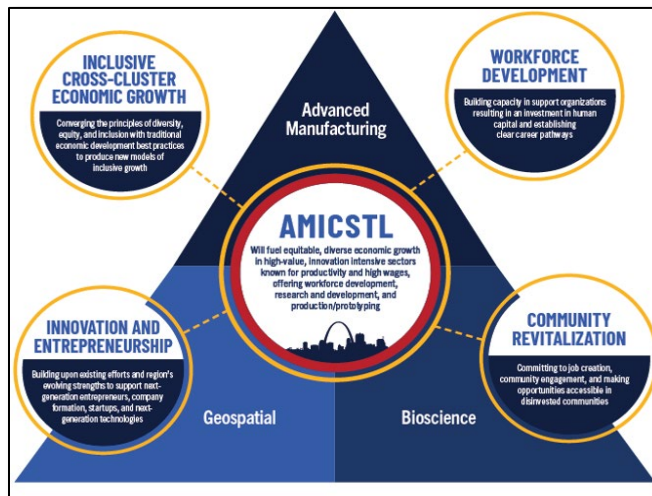 INCLUSIVE
CROSS-CLUSTER
ECONOMIC GROWTH
Converging the principles of diversity,
equity, and inclusion with traditional
economic development best practices
to produce new models of
inclusive growth
WORKFORCE
DEVELOPMENT
Building capacity in support organizations
resulting in an investment in human
capital and establishing
clear career pathways
Advanced
Manufacturing
AMICSTL
Will fuel equitable, diverse economic growth
in high-value, innovation intensive sectors
known for productivity and high wages,
offering workforce development,
research and development, and
production/prototyping
INNOVATION AND
ENTREPRENEURSHIP
Building upon existing efforts and region's
evolving strengths to support next-
generation entrepreneurs, company
formation, startups, and next-
generation technologies
COMMUNITY
REVITALIZATION
Committing to job creation,
community engagement, and making
opportunities accessible in
disinvested communities
Geospatial
Bioscience